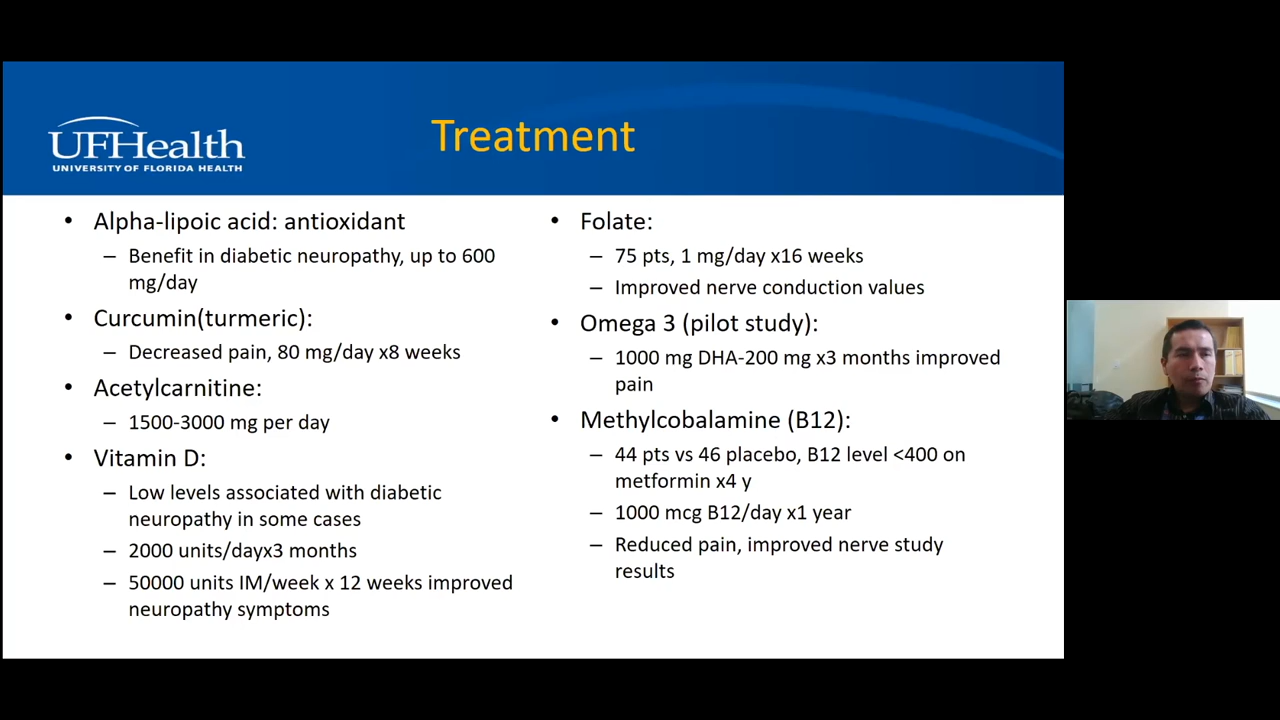 UFHealth
UNIVERSITY OF FLORIDA HEALTH
Treatment
• Alpha-lipoic acid: antioxidant
– Benefit in diabetic neuropathy, up to 600
mg/day
• Curcumin(turmeric):
– Decreased pain, 80 mg/day x8 weeks
• Acetylcarnitine:
– 1500-3000 mg per day
• Vitamin D:
– Low levels associated with diabetic
neuropathy in some cases
– 2000 units/dayx3 months
– 50000 units IM/week x 12 weeks improved
neuropathy symptoms
• Folate:
– 75 pts, 1 mg/day x16 weeks
– Improved nerve conduction values
• Omega 3 (pilot study):
– 1000 mg DHA-200 mg x3 months improved
pain
• Methylcobalamine (B12):
– 44 pts vs 46 placebo, B12 level <400 on
metformin x4 y
– 1000 mcg B12/day x1 year
– Reduced pain, improved nerve study
results